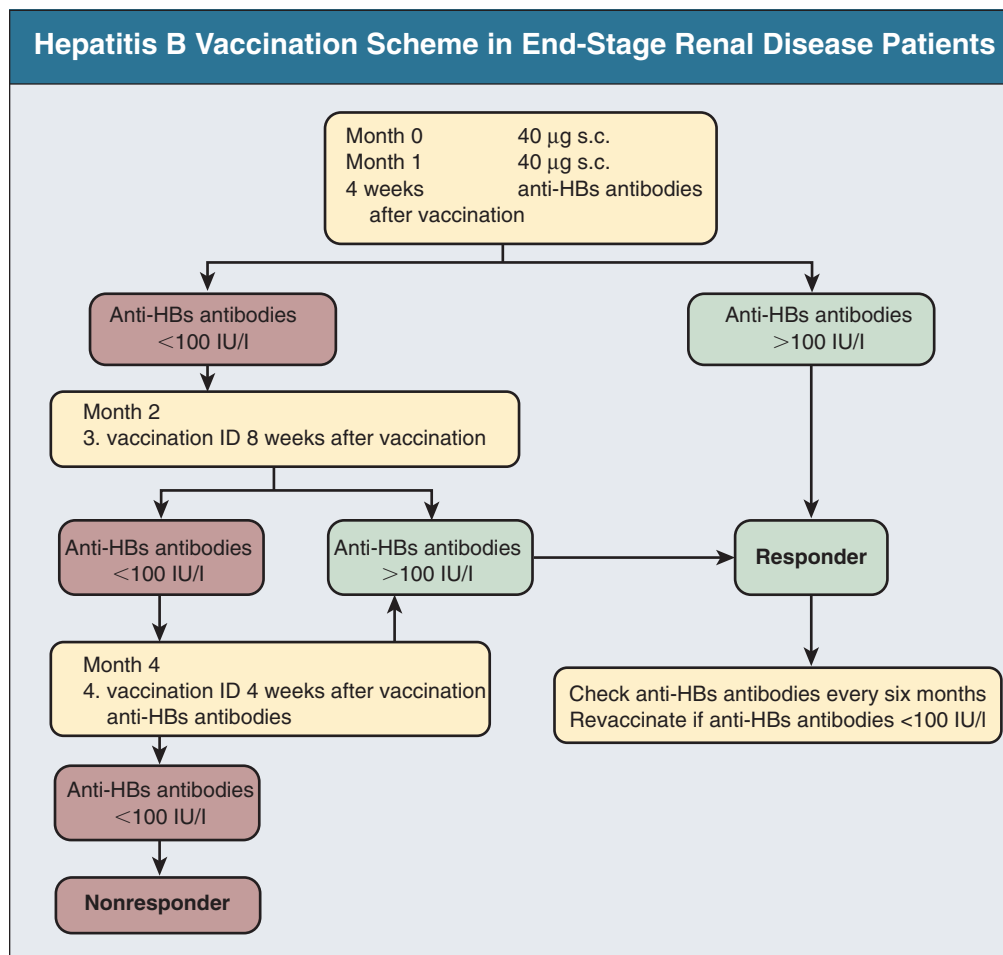 Hepatitis B Vaccination Scheme in End-Stage Renal Disease Patients
Month 0 40 μg s.c.
Month 1 40 μg s.c.
4 weeks anti-HBs antibodies
after vaccination
Anti-HBs antibodies
<100 IU/l
Anti-HBs antibodies
>100 IU/l
Month 2
3. vaccination ID 8 weeks after vaccination
Anti-HBs antibodies
<100 IU/l
Anti-HBs antibodies
>100 IU/l
Responder
Month 4
4. vaccination ID 4 weeks after vaccination
anti-HBs antibodies
Check anti-HBs antibodies every six months
Revaccinate if anti-HBs antibodies <100 IU/l
Anti-HBs antibodies
<100 IU/l
Nonresponder